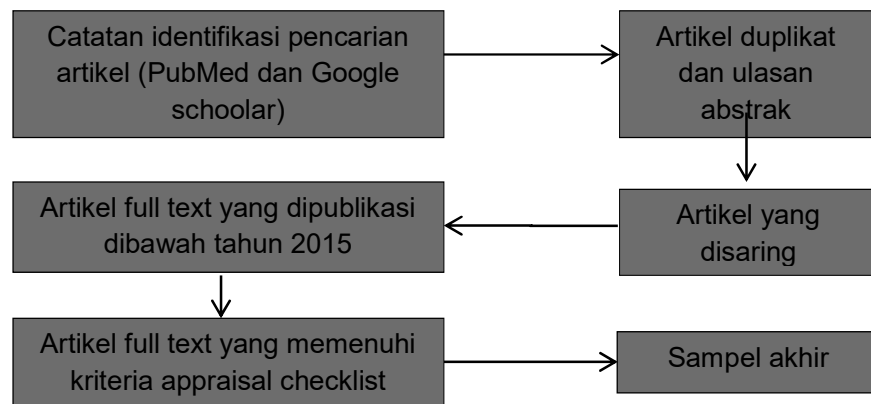 Catatan identifikasi pencarian
artikel (PubMed dan Google
schoolar)
Artikel duplikat
dan ulasan
abstrak
Artikel yang
disaring
Artikel full text yang dipublikasi
dibawah tahun 2015
Artikel full text yang memenuhi
kriteria appraisal checklist
Sampel akhir